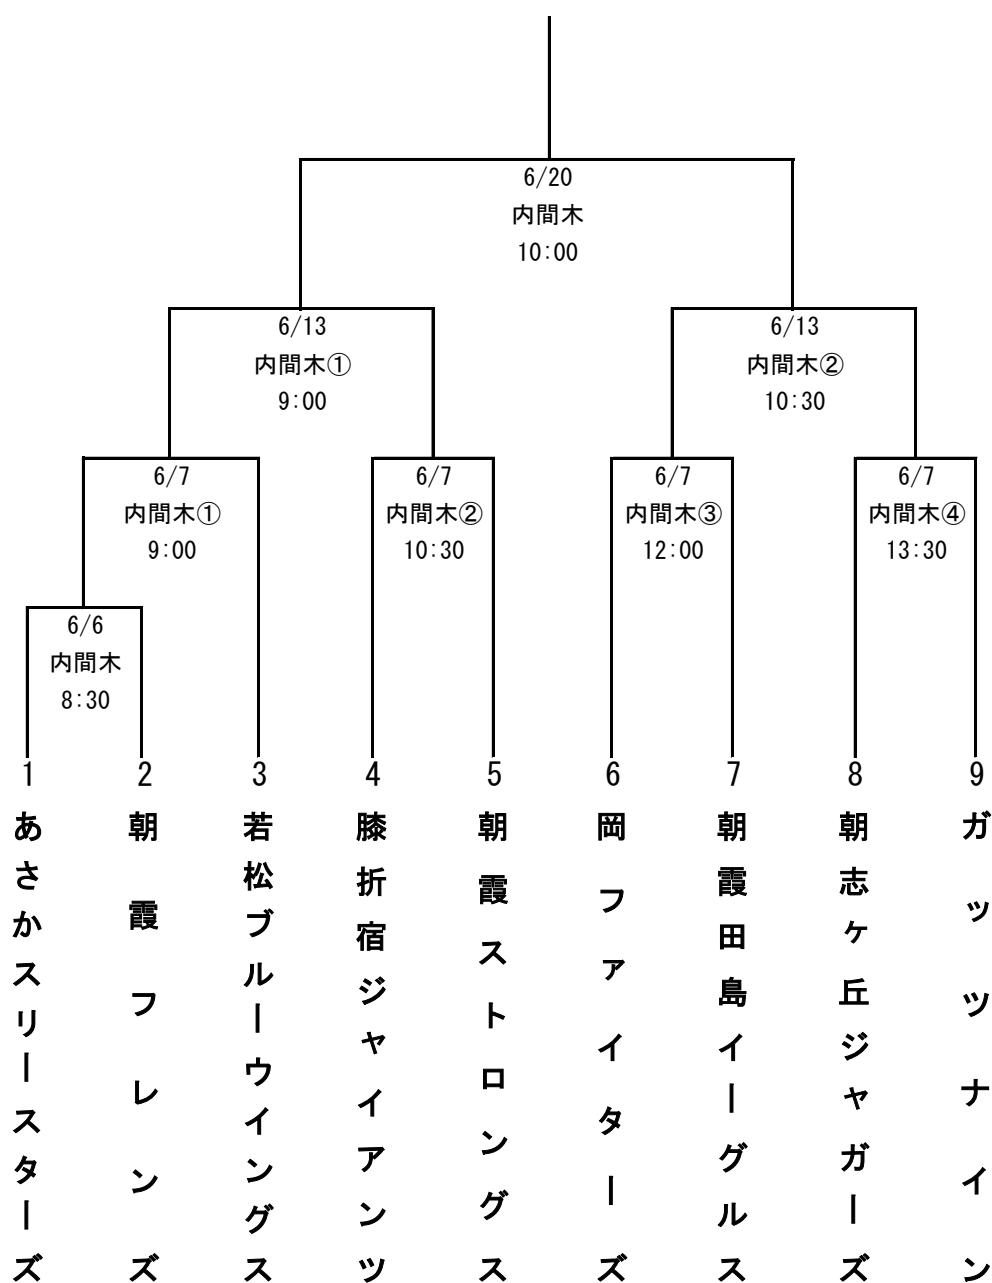 6/20
内間木
10:00
6/13
内間木①
9:00
6/13
内間木②
10:30
6/7
内間木①
9:00
6/7
内間木②
10:30
6/7
内間木③
12:00
6/7
内間木④
13:30
6/6
内間木
8:30
1
あさかスリースターズ
2
朝霞フレンズ
3
若松ブルーウイングス
4
膝折宿ジャイアンツ
5
朝霞ストロングス
6
岡ファイターズ
7
朝霞田島イーグルス
8
朝志ヶ丘ジャガーズ
9
ガッツナイン